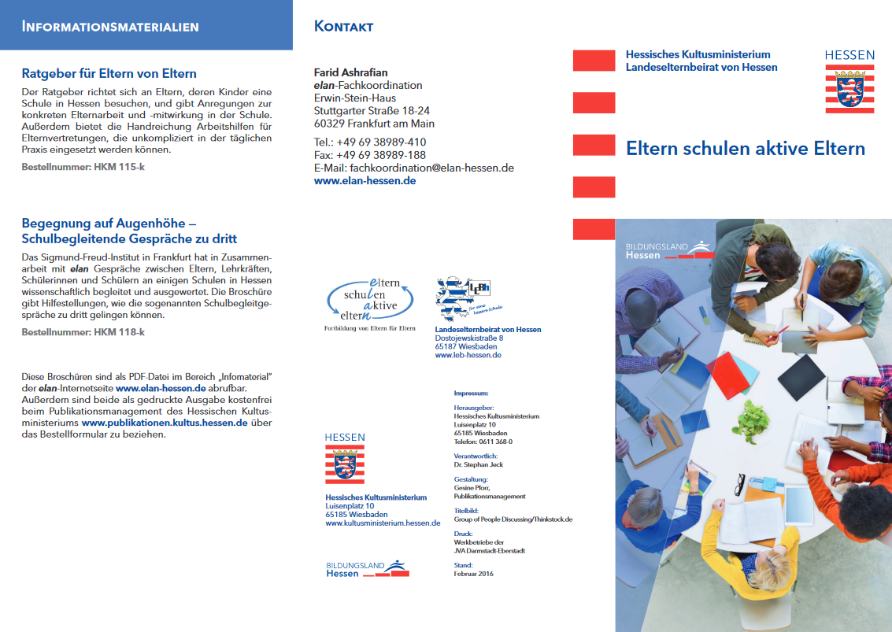 Informationsmaterialien
Ratgeber für Eltern von Eltern
Der Ratgeber richtet sich an Eltern, deren Kinder eine
Schule in Hessen besuchen, und gibt Anregungen zur
konkreten Elternarbeit und -mitwirkung in der Schule.
Außerdem bietet die Handreichung Arbeitshilfen für
Elternvertretungen, die unkompliziert in der täglichen
Praxis eingesetzt werden können.
Bestellnummer: HKM 115-k
Begegnung auf Augenhöhe –
Schulbegleitende Gespräche zu dritt
Das Sigmund-Freud-Institut in Frankfurt hat in Zusammen-
arbeit mit elan Gespräche zwischen Eltern, Lehrkräften,
Schülerinnen und Schülern an einigen Schulen in Hessen
wissenschaftlich begleitet und ausgewertet. Die Broschüre
gibt Hilfestellungen, wie die sogenannten Schulbegleitge-
spräche zu dritt gelingen können.
Bestellnummer: HKM 118-k
Diese Broschüren sind als PDF-Datei im Bereich „Infomaterial"
der elan-Internetseite www.elan-hessen.de abrufbar.
Außerdem sind beide als gedruckte Ausgabe kostenfrei
beim Publikationsmanagement des Hessischen Kultus-
ministeriums www.publikationen.kultus.hessen.de über
das Bestellformular zu beziehen.
Kontakt
Farid Ashrafian
elan-Fachkoordination
Erwin-Stein-Haus
Stuttgarter Straße 18-24
60329 Frankfurt am Main
Tel.: +49 69 38989-410
Fax: +49 69 38989-188
E-Mail: fachkoordination@elan-hessen.de
www.elan-hessen.de
eltern
schulen
aktive
eltern
Fortbildung von Eltern für Eltern
LEBH
für eine
bessere Schule
Landeselternbeirat von Hessen
Dostojewskistraße 8
65187 Wiesbaden
www.leb-hessen.de
HESSEN
Hessisches Kultusministerium
Luisenplatz 10
65185 Wiesbaden
www.kultusministerium.hessen.de
BILDUNGSLAND
Hessen
Impressum:
Herausgeber:
Hessisches Kultusministerium
Luisenplatz 10
65185 Wiesbaden
Telefon: 0611 368-0
Verantwortlich:
Dr. Stephan Jeck
Gestaltung:
Gesine Pforr,
Publikationsmanagement
Titelbild:
Group of People Discussing/Thinkstock.de
Druck:
Werkbetriebe der
JVA Darmstadt-Eberstadt
Stand:
Februar 2016
Hessisches Kultusministerium
Landeselternbeirat von Hessen
HESSEN
Eltern schulen aktive Eltern
BILDUNGSLAND
Hessen